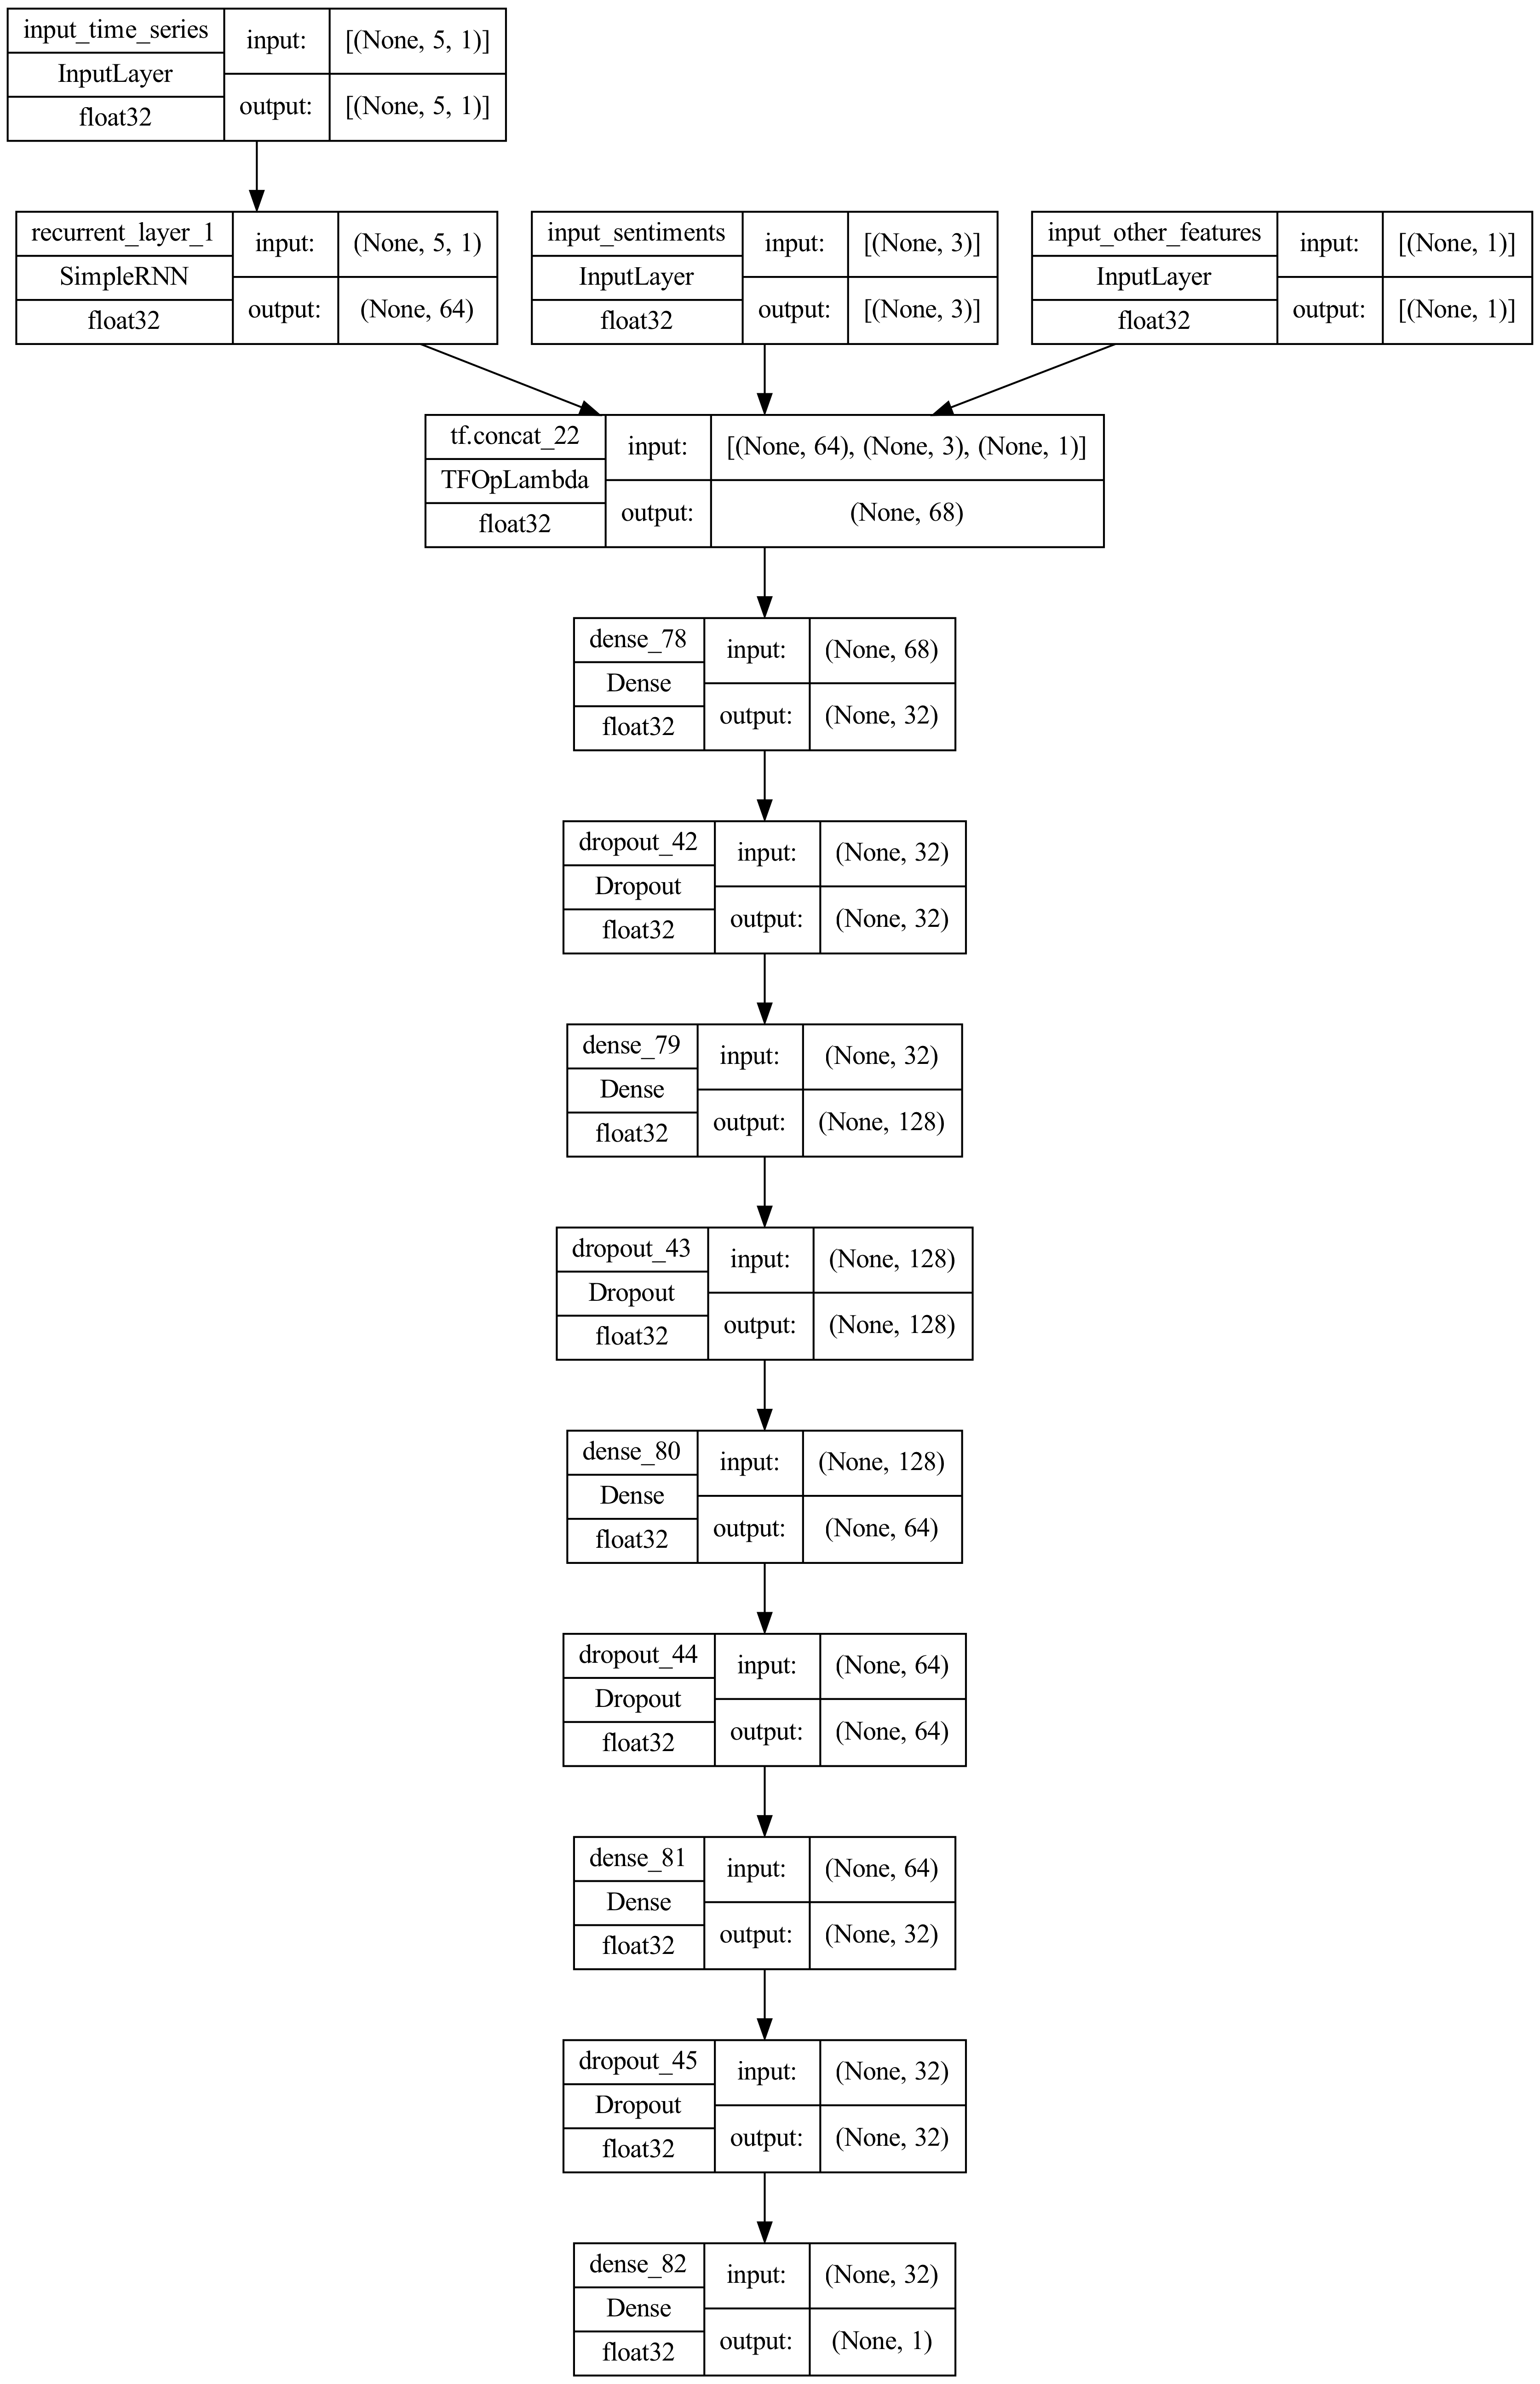 input_time_series
InputLayer
float32
input:
[(None, 5, 1)]
output:
[(None, 5, 1)]
recurrent_layer_1
SimpleRNN
float32
input:
(None, 5, 1)
output:
(None, 64)
input_sentiments
InputLayer
float32
input:
[(None, 3)]
output:
[(None, 3)]
input_other_features
InputLayer
float32
input:
[(None, 1)]
output:
[(None, 1)]
tf.concat_22
TFOpLambda
float32
input:
[(None, 64), (None, 3), (None, 1)]
output:
(None, 68)
dense_78
Dense
float32
input:
(None, 68)
output:
(None, 32)
dropout_42
Dropout
float32
input:
(None, 32)
output:
(None, 32)
dense_79
Dense
float32
input:
(None, 32)
output:
(None, 128)
dropout_43
Dropout
float32
input:
(None, 128)
output:
(None, 128)
dense_80
Dense
float32
input:
(None, 128)
output:
(None, 64)
dropout_44
Dropout
float32
input:
(None, 64)
output:
(None, 64)
dense_81
Dense
float32
input:
(None, 64)
output:
(None, 32)
dropout_45
Dropout
float32
input:
(None, 32)
output:
(None, 32)
dense_82
Dense
float32
input:
(None, 32)
output:
(None, 1)